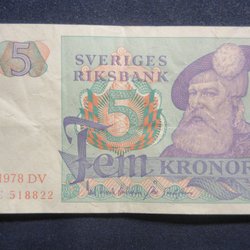 5
SVERIGES
RIKSBANK
5
1978 DV
Fem KRONOR
C 518822